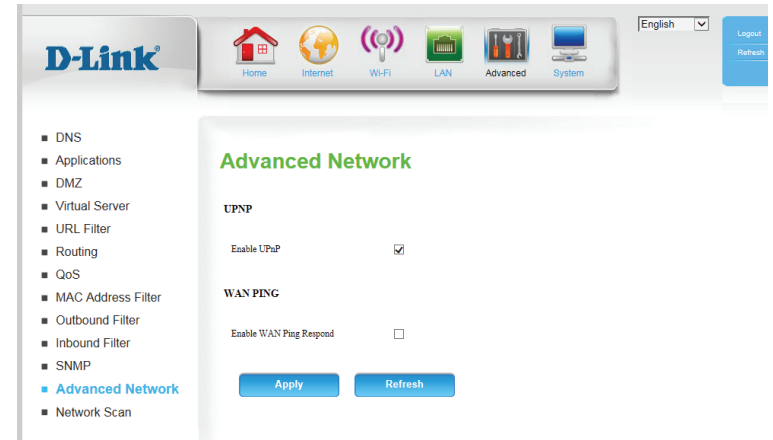 D-Link®
Home
Internet
Wi-Fi
LAN
Advanced
System
English
Logout
Refresh
DNS
Applications
DMZ
Virtual Server
URL Filter
Routing
QoS
MAC Address Filter
Outbound Filter
Inbound Filter
SNMP
Advanced Network
Network Scan
Advanced Network
UPNP
Enable UPnP
WAN PING
Enable WAN Ping Respond
Apply
Refresh